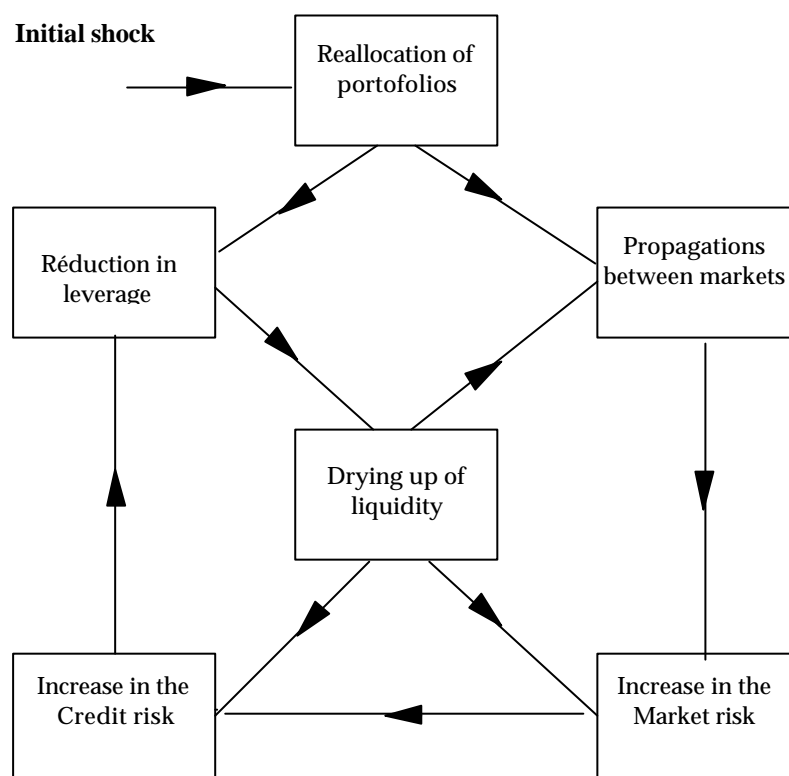 Initial shock
Reallocation of
portofolios
Réduction in
leverage
Propagations
between markets
Drying up of
liquidity
Increase in the
Credit risk
Increase in the
Market risk